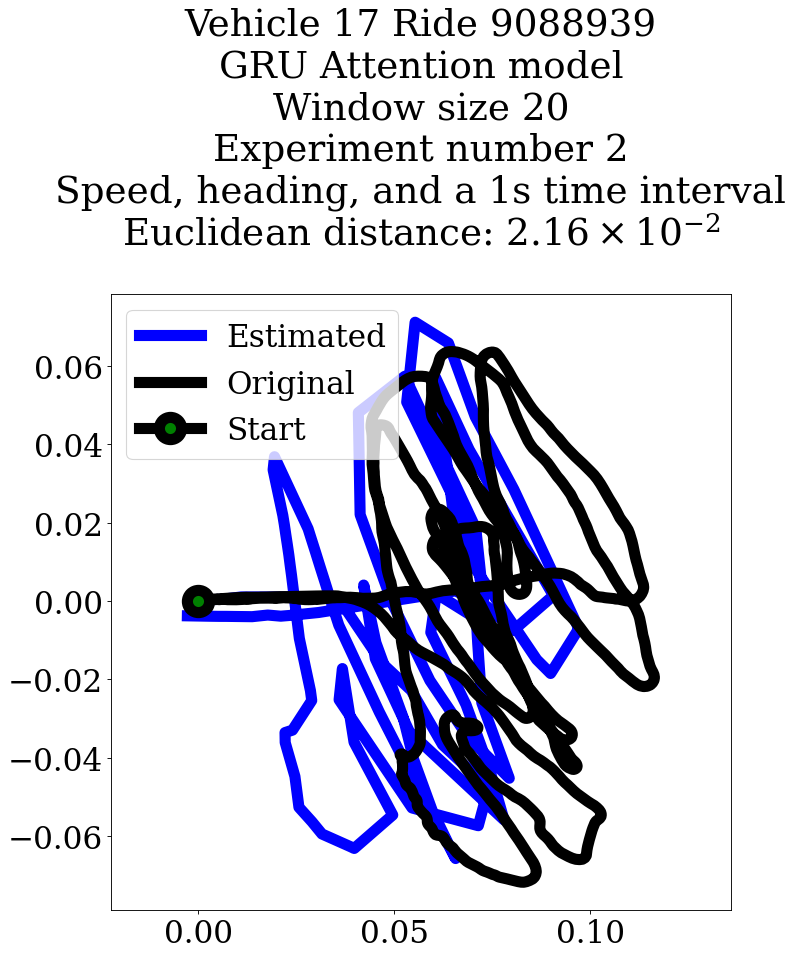 Vehicle 17 Ride 9088939
GRU Attention model
Window size 20
Experiment number 2
Speed, heading, and a 1s time interval
Euclidean distance: 2.16 × 10⁻²
Estimated
Original
Start
0.06
0.04
0.02
0.00
−0.02
−0.04
−0.06
0.00 0.05 0.10